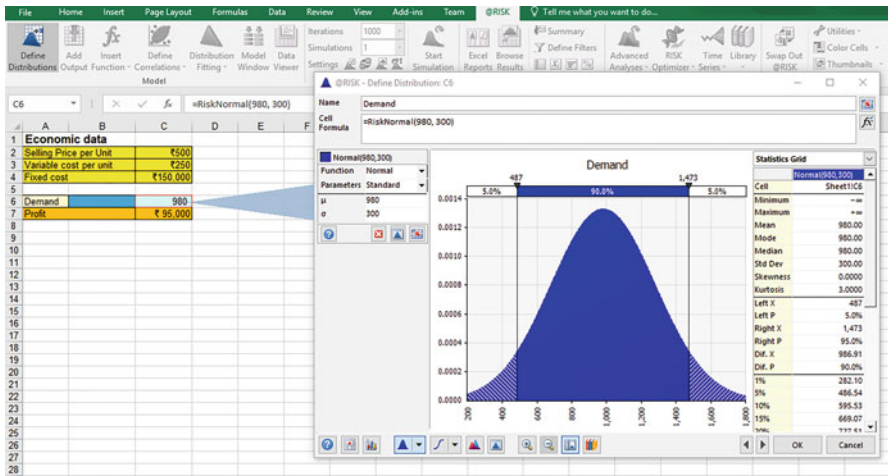 File Home Insert Page Layout Formulas Data Review View Add-ins Team @RISK Tell me what you want to do...
Define Distributions
Add Output
Insert Function
Define Correlations
Distribution Fitting
Model Window
Data Viewer
Model
Iterations 1000
Simulations 1
Settings
Start Simulation
Excel Reports
Browse Results
Summary
Define Filters
Advanced Analyses
RISK Optimizer
Time Series
Library
Swap Out @RISK
Utilities
Color Cells
Thumbnails
C6 fx =RiskNormal(980, 300)
A B C D E F
1 Economic data
2 Selling Price per Unit ₹500
3 Variable cost per unit ₹250
4 Fixed cost ₹150,000
5
6 Demand 980
7 Profit ₹ 95,000
8
9
10
11
12
13
14
15
16
17
18
19
20
21
22
23
24
25
26
27
28
@RISK - Define Distribution: C6
Name Demand
Cell Formula =RiskNormal(980, 300)
fx
Normal(980,300)
Function Normal
Parameters Standard
μ 980
σ 300
Demand
487 1,473
5.0% 90.0% 5.0%
0.0014
0.0012
0.0010
0.0008
0.0006
0.0004
0.0002
0.0000
200 400 600 800 1,000 1,200 1,400 1,600 1,800
Statistics Grid
Normal(980,300)
Cell Sheet1!C6
Minimum -∞
Maximum +∞
Mean 980.00
Mode 980.00
Median 980.00
Std Dev 300.00
Skewness 0.0000
Kurtosis 3.0000
Left X 487
Left P 5.0%
Right X 1,473
Right P 95.0%
Dif. X 986.91
Dif. P 90.0%
1% 282.10
5% 486.54
10% 595.53
15% 669.07
20% 727.51
OK Cancel